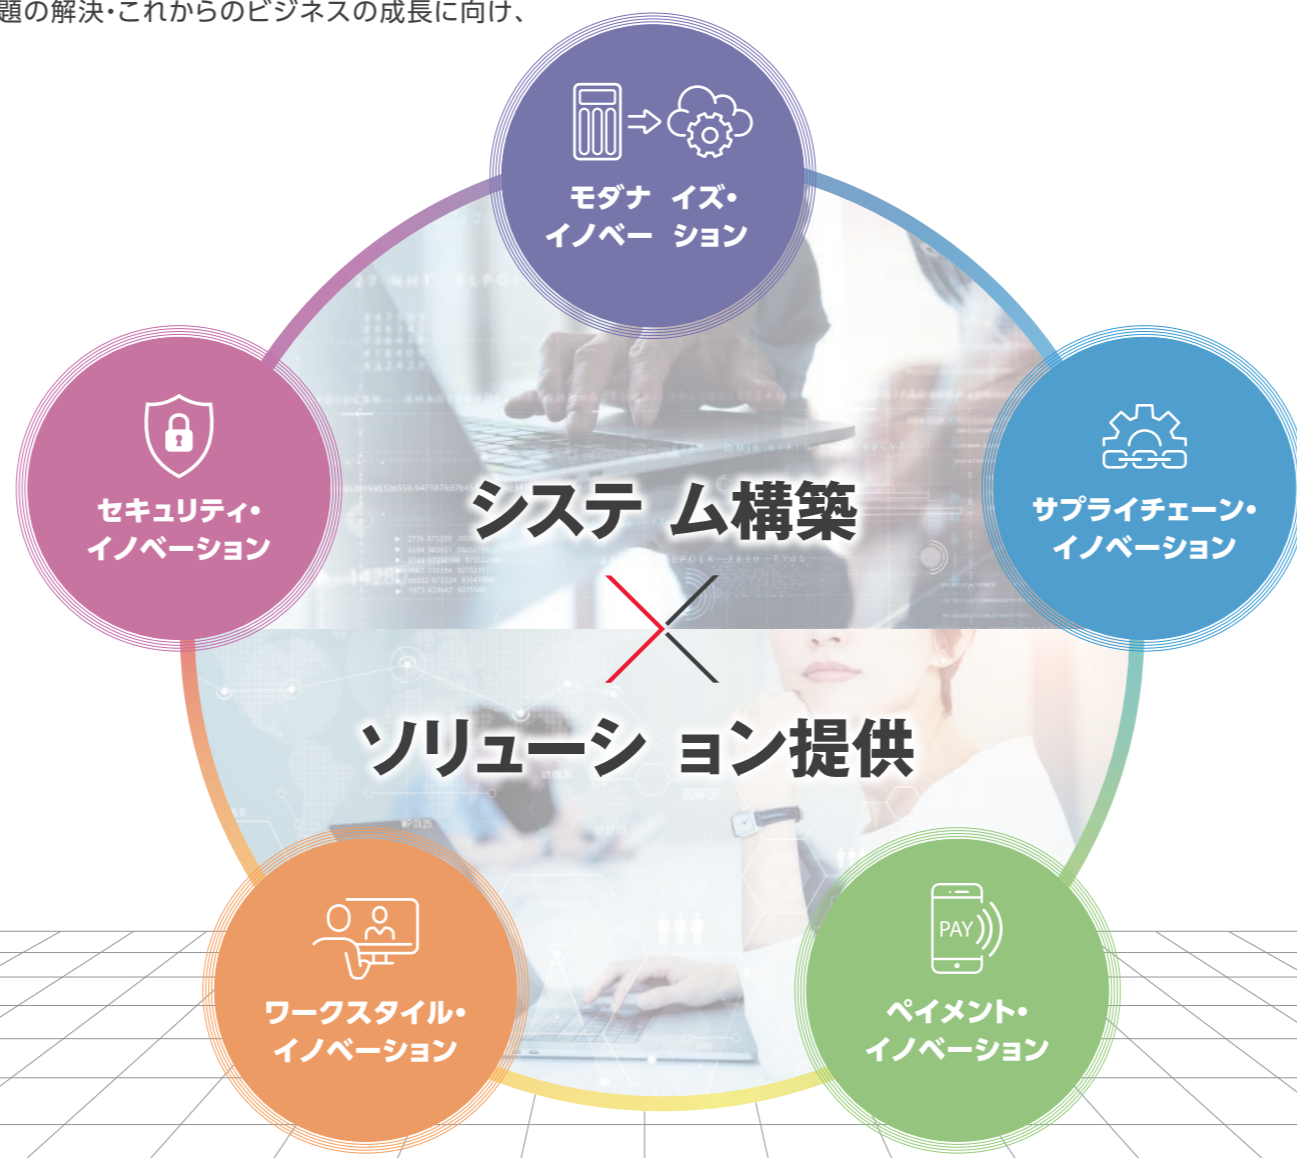 題の解決・これからのビジネスの成長に向け、
モダナ イズ・
イノベー ション
セキュリティ・
イノベーション
サプライチェーン・
イノベーション
システ ム構築
ソリューシ ョン提供
ワークスタイル・
イノベーション
PAY
ペイメント・
イノベーション